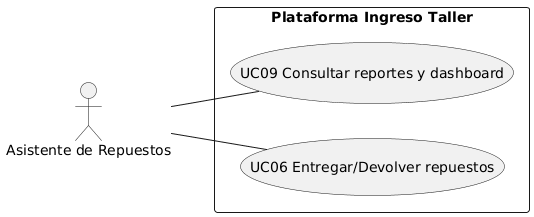 Plataforma Ingreso Taller
UC09 Consultar reportes y dashboard
Asistente de Repuestos
UC06 Entregar/Devolver repuestos